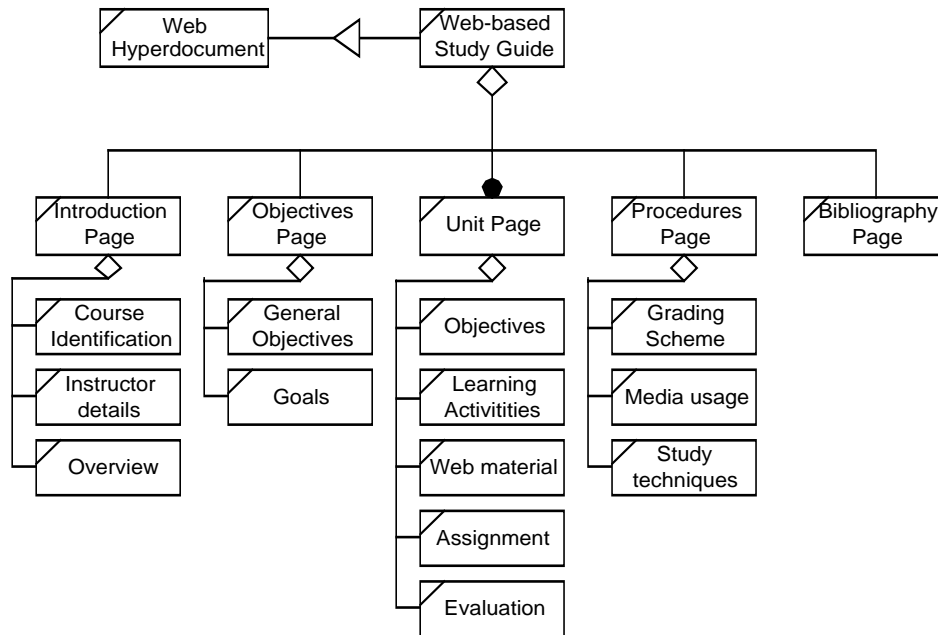 Web
Hyperdocument
Web-based
Study Guide
Introduction
Page
Objectives
Page
Unit Page
Procedures
Page
Bibliography
Page
Course
Identification
Instructor
details
Overview
General
Objectives
Goals
Objectives
Learning
Activitities
Web material
Assignment
Evaluation
Grading
Scheme
Media usage
Study
techniques